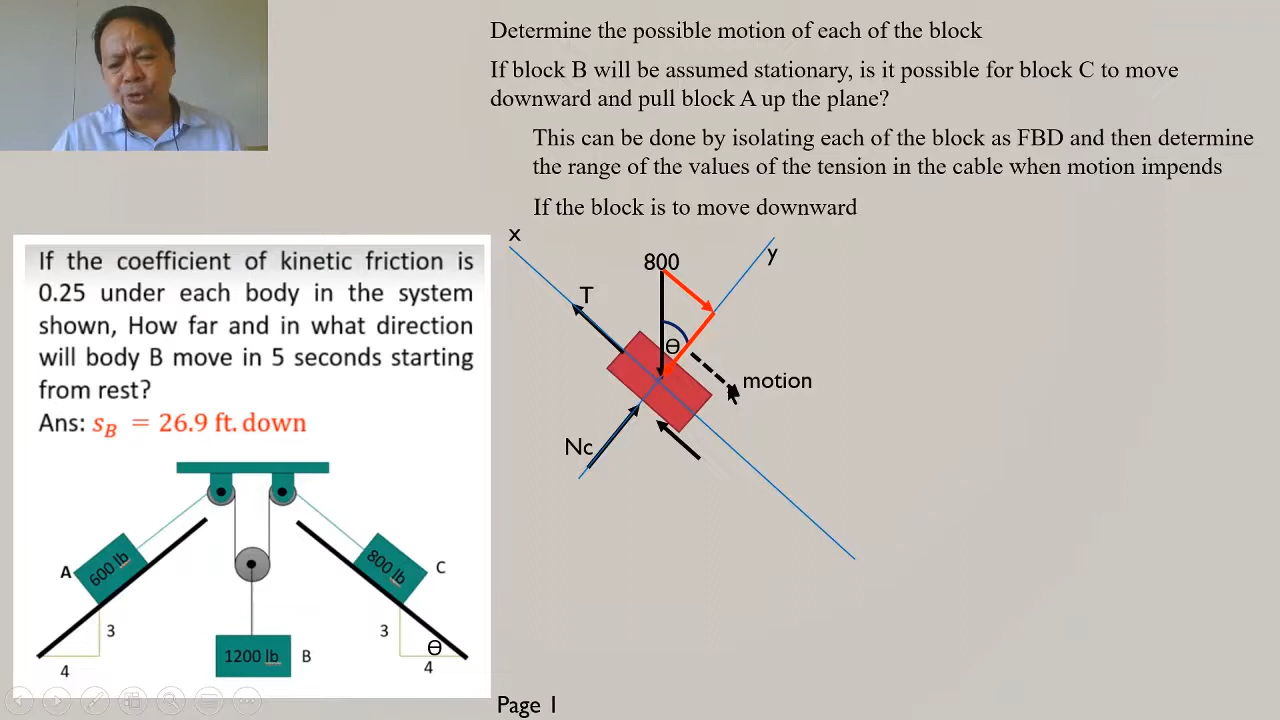 Determine the possible motion of each of the block
If block B will be assumed stationary, is it possible for block C to move
downward and pull block A up the plane?
This can be done by isolating each of the block as FBD and then determine
the range of the values of the tension in the cable when motion impends
If the block is to move downward
If the coefficient of kinetic friction is
0.25 under each body in the system
shown, How far and in what direction
will body B move in 5 seconds starting
from rest?
Ans: s_B = 26.9 ft. down
A
600 lb
3
4
1200 lb
B
800 lb
C
3
Θ
4
x
800
y
T
Θ
motion
Nc
Page 1